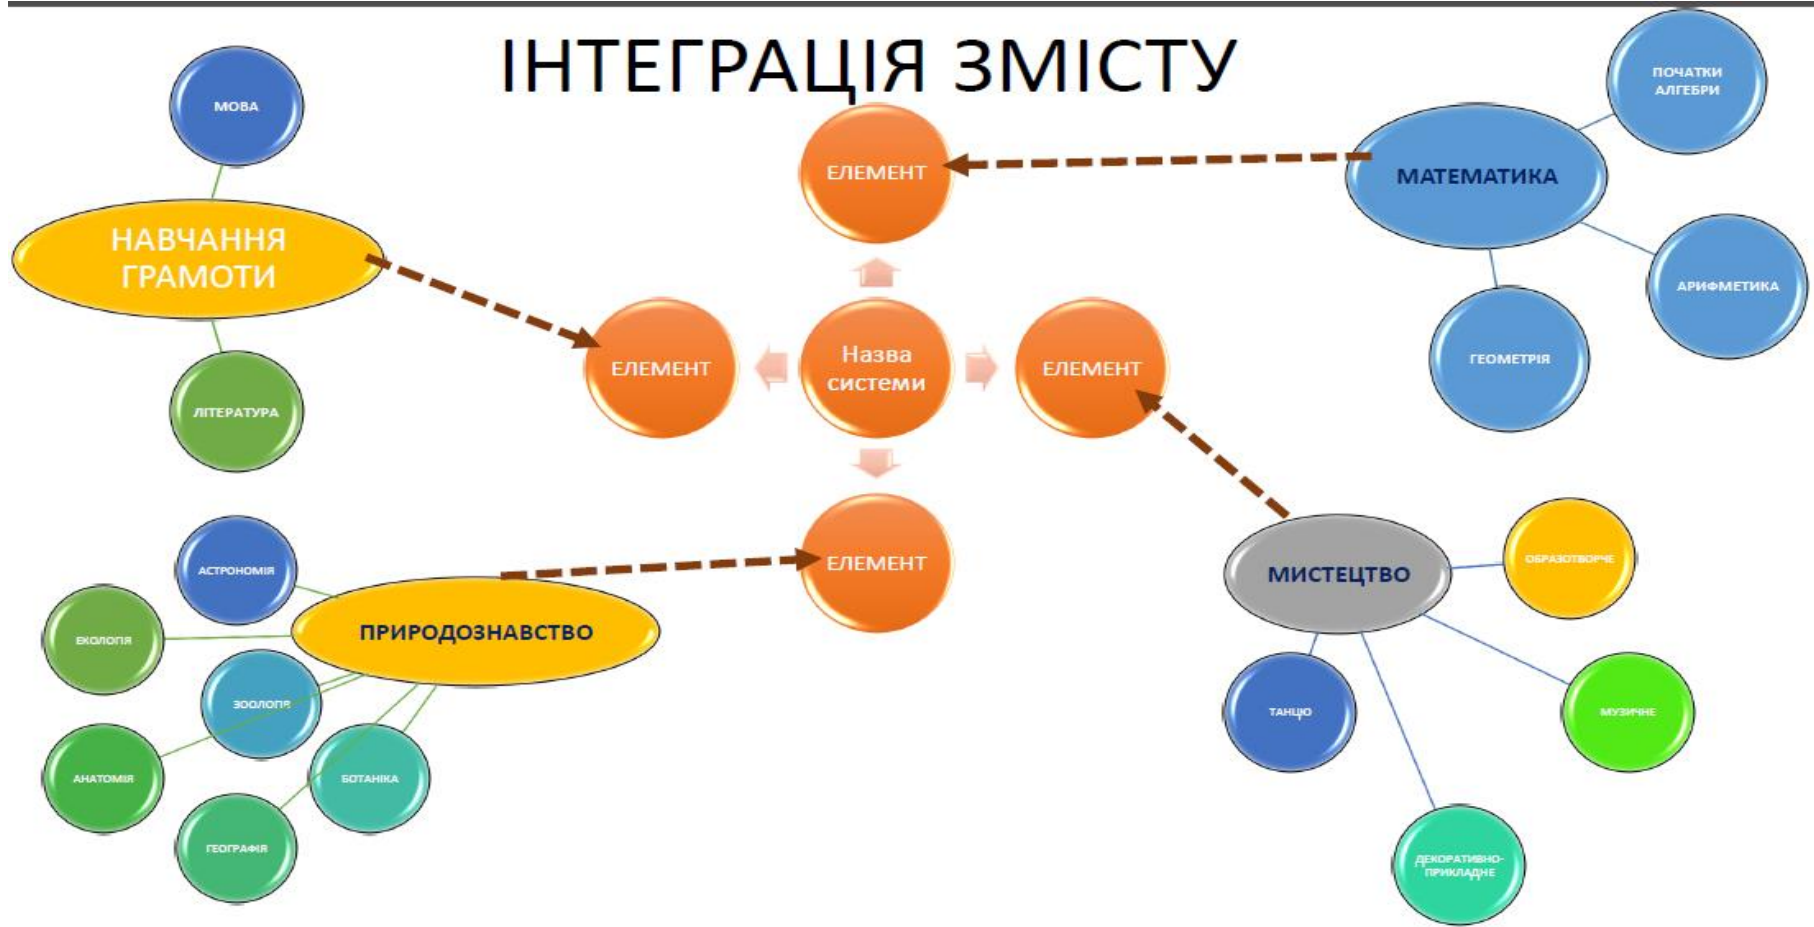 ІНТЕГРАЦІЯ ЗМІСТУ
МОВА
НАВЧАННЯ
ГРАМОТИ
ЛІТЕРАТУРА
ЕЛЕМЕНТ
ЕЛЕМЕНТ
Назва
системи
ЕЛЕМЕНТ
ЕЛЕМЕНТ
ПОЧАТКИ
АЛГЕБРИ
МАТЕМАТИКА
АРИФМЕТИКА
ГЕОМЕТРІЯ
АСТРОНОМІЯ
ЕКОЛОГІЯ
ПРИРОДОЗНАВСТВО
ЗООЛОГІЯ
АНАТОМІЯ
БОТАНІКА
ГЕОГРАФІЯ
МИСТЕЦТВО
ОБРАЗОТВОРЧЕ
ТАНЦЮ
МУЗИЧНЕ
ДЕКОРАТИВНО-
ПРИКЛАДНЕ